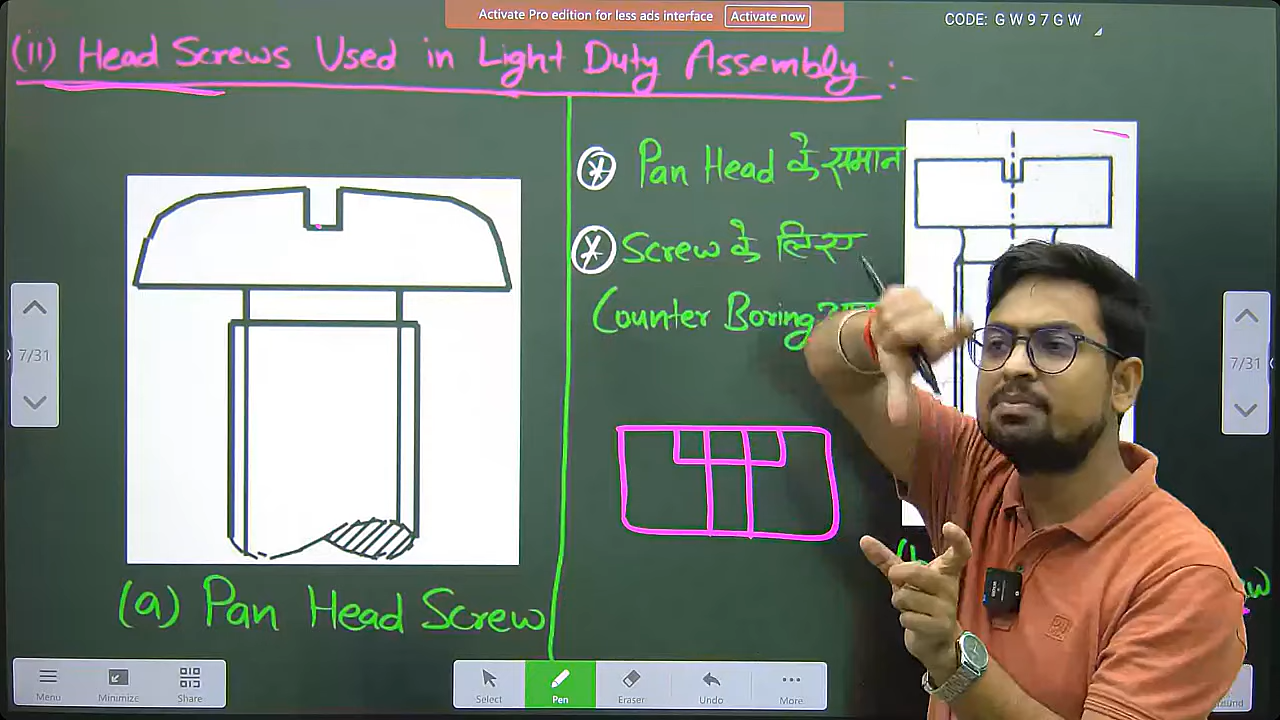 Activate Pro edition for less ads interface Activate now
CODE: G W 9 7 G W
(ii) Head Screws Used in Light Duty Assembly :-
Pan Head के समान
Screw के लिए
Counter Boring
7/31
7/31
(a) Pan Head Screw
Menu
Minimize
Share
Select
Pen
Eraser
Undo
More